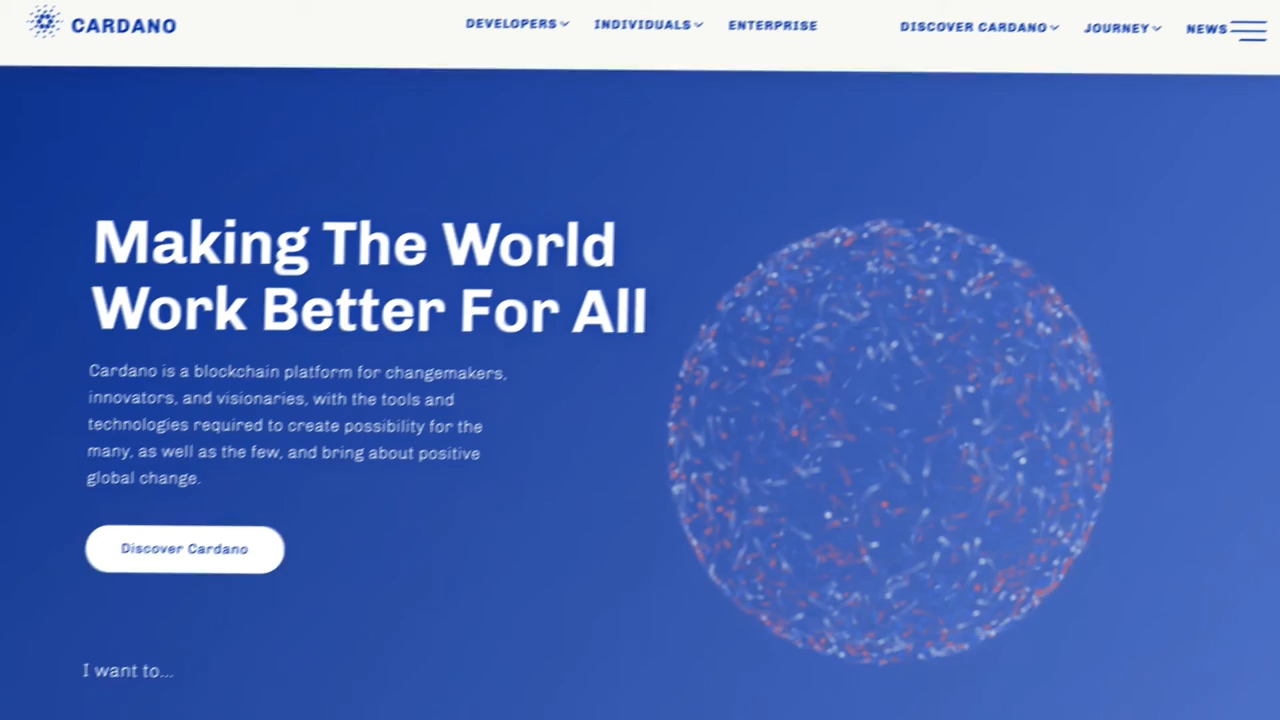 CARDANO
DEVELOPERS INDIVIDUALS ENTERPRISE DISCOVER CARDANO JOURNEY NEWS
Making The World
Work Better For All
Cardano is a blockchain platform for changemakers,
innovators, and visionaries, with the tools and
technologies required to create possibility for the
many, as well as the few, and bring about positive
global change.
Discover Cardano
I want to...